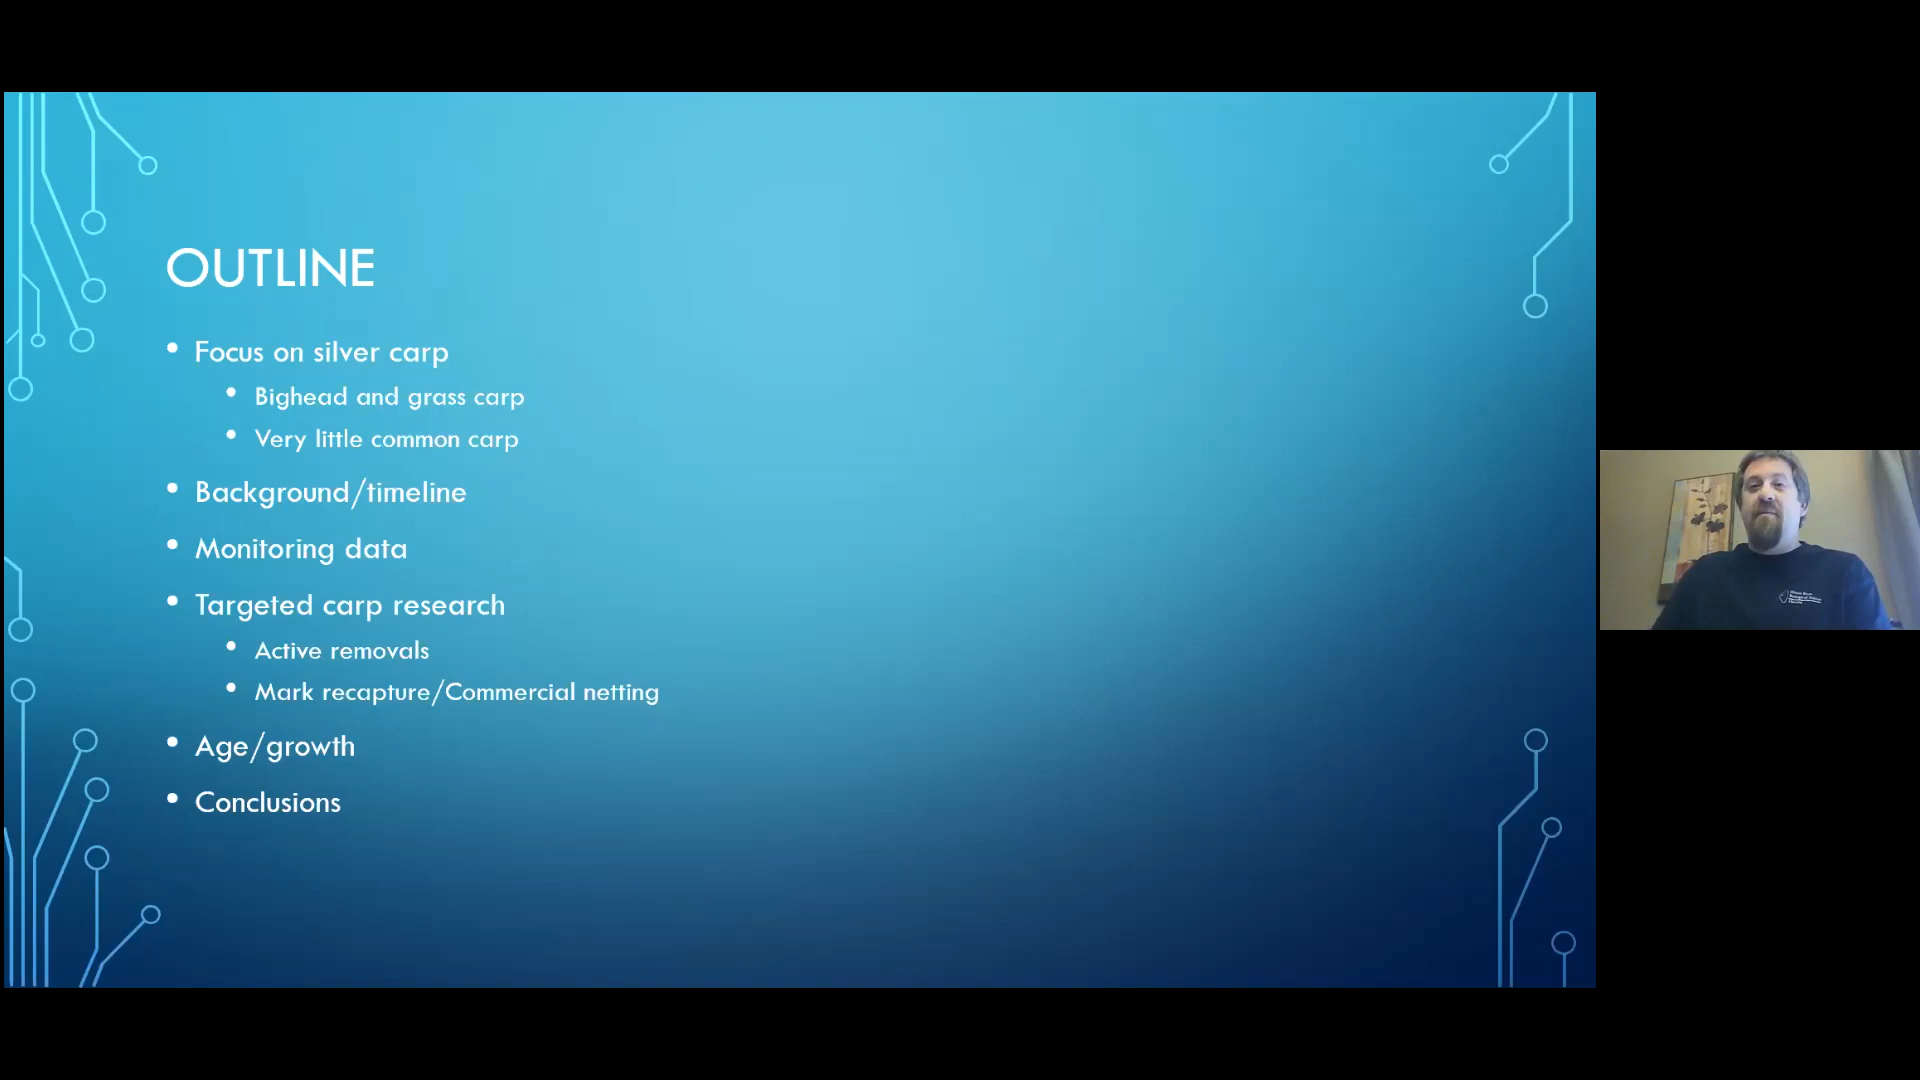 OUTLINE
• Focus on silver carp
• Bighead and grass carp
• Very little common carp
• Background/timeline
• Monitoring data
• Targeted carp research
• Active removals
• Mark recapture/Commercial netting
• Age/growth
• Conclusions